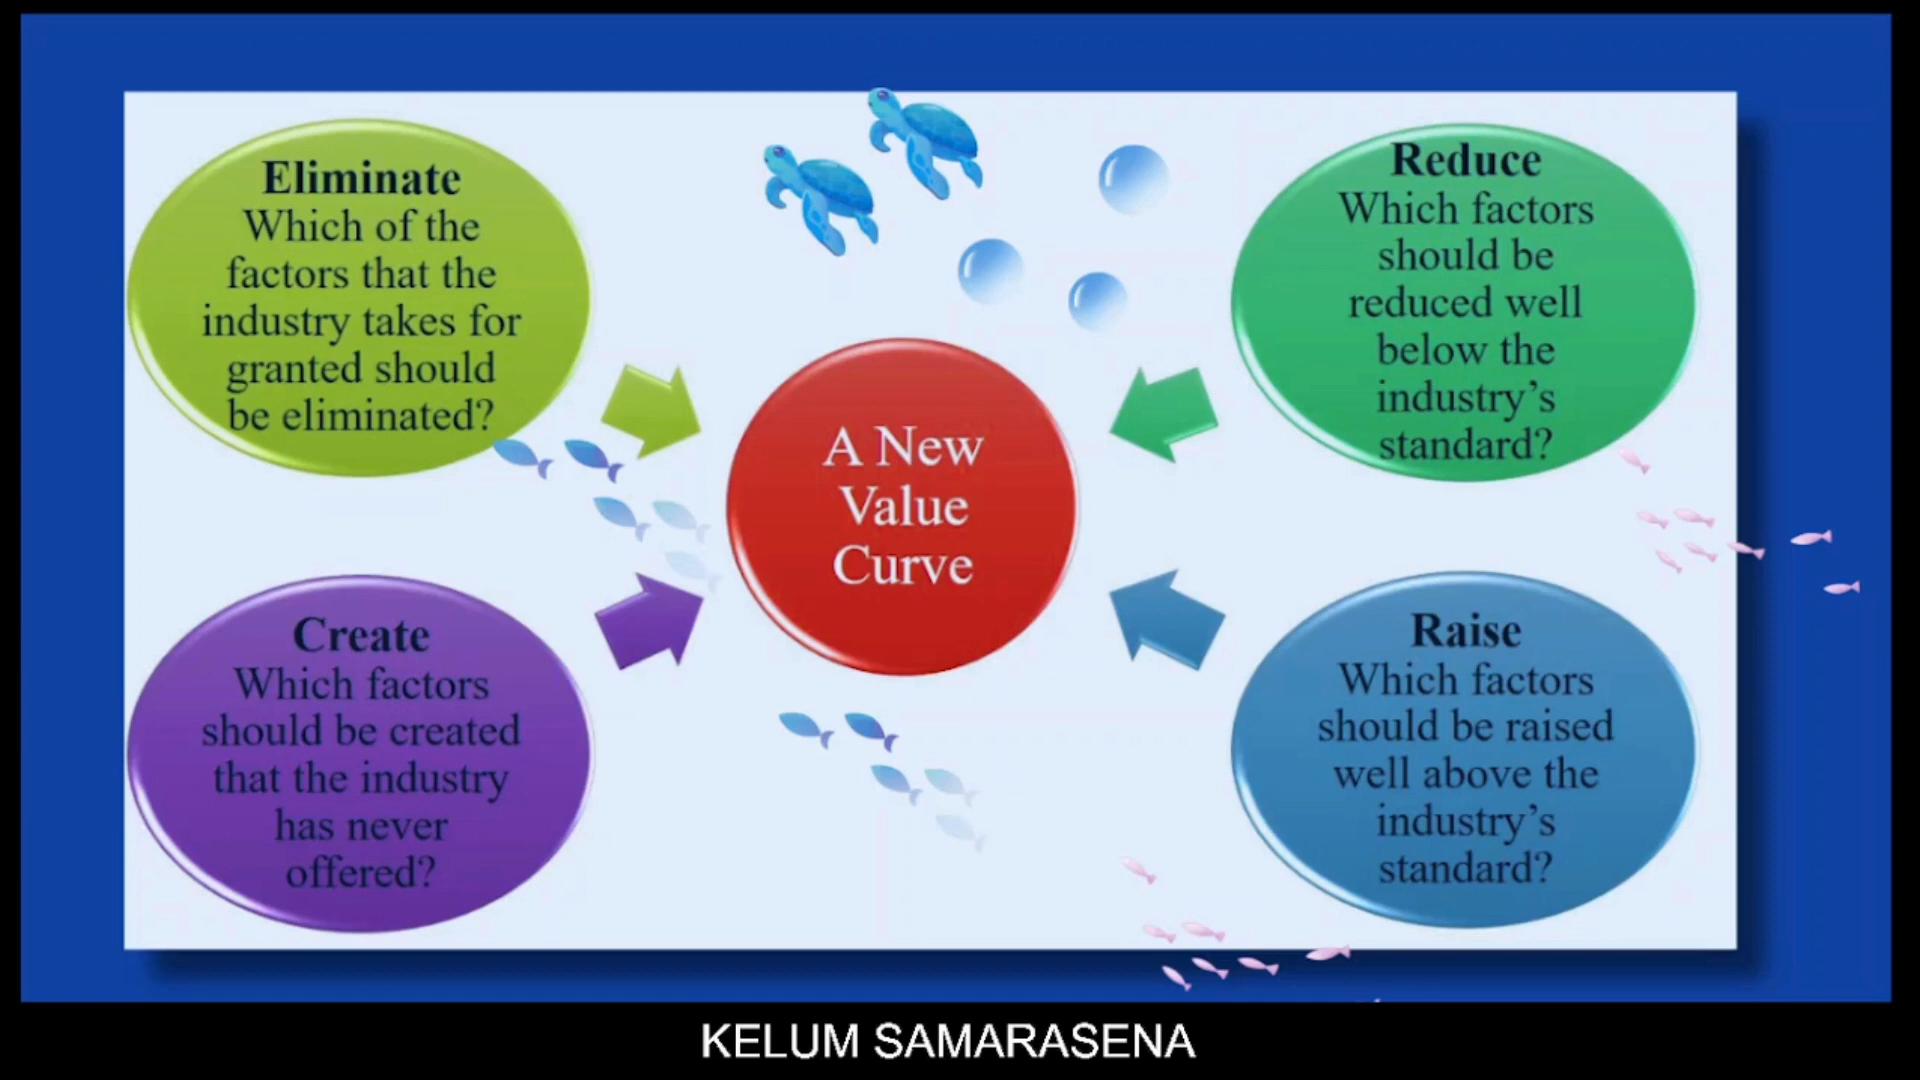 Eliminate
Which of the
factors that the
industry takes for
granted should
be eliminated?
Reduce
Which factors
should be
reduced well
below the
industry’s
standard?
A New
Value
Curve
Create
Which factors
should be created
that the industry
has never
offered?
Raise
Which factors
should be raised
well above the
industry’s
standard?
KELUM SAMARASENA